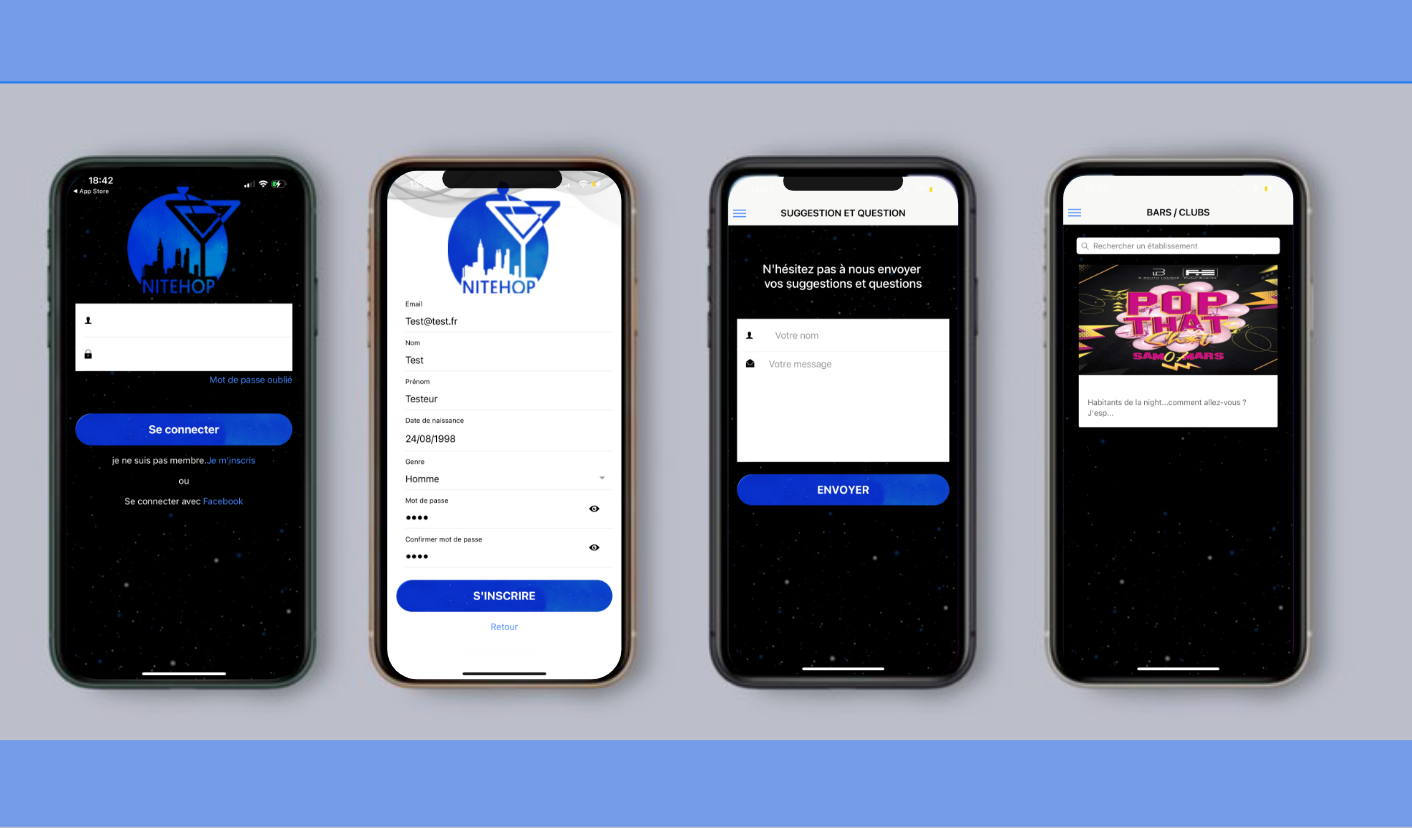 18:42
App Store
NITEHOP
Mot de passe oublié
Se connecter
je ne suis pas membre.Je m'inscris
ou
Se connecter avec Facebook
NITEHOP
Email
Test@test.fr
Nom
Test
Prénom
Testeur
Date de naissance
24/08/1998
Genre
Homme
Mot de passe
••••
Confirmer mot de passe
••••
S'INSCRIRE
Retour
SUGGESTION ET QUESTION
N'hésitez pas à nous envoyer
vos suggestions et questions
Votre nom
Votre message
ENVOYER
BARS / CLUBS
Rechercher un établissement
POP
THAT
SAM 07 MARS
Habitants de la night...comment allez-vous ?
J'esp...